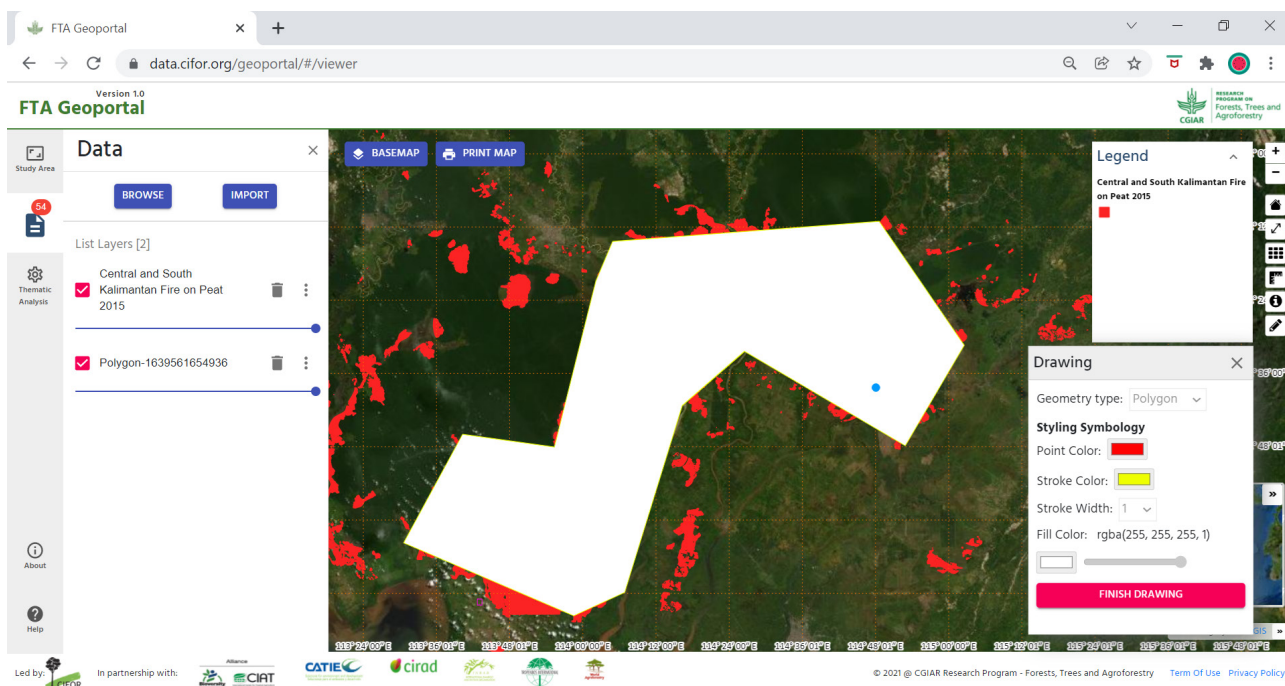 FTA Geoportal
data.cifor.org/geoportal/#/viewer
Version 1.0
FTA Geoportal
CGIAR
RESEARCH
PROGRAM ON
Forests, Trees and
Agroforestry
Study Area
54
Thematic
Analysis
About
Help
Data
BROWSE
IMPORT
List Layers [2]
Central and South
Kalimantan Fire on Peat
2015
Polygon-1639561654936
BASEMAP
PRINT MAP
Legend
Central and South Kalimantan Fire
on Peat 2015
Drawing
Geometry type: Polygon
Styling Symbology
Point Color:
Stroke Color:
Stroke Width: 1
Fill Color: rgba(255, 255, 255, 1)
FINISH DRAWING
113°24'00"E 113°36'01"E 113°48'01"E 114°00'00"E 114°12'00"E 114°24'00"E 114°36'01"E 114°48'01"E 115°00'00"E 115°12'01"E 115°24'01"E 115°36'01"E 115°48'01"E
Led by:
CIFOR
In partnership with:
Alliance
Bioversity
CIAT
CATIE
cirad
World
Agroforestry
© 2021 @ CGIAR Research Program - Forests, Trees and Agroforestry
Term Of Use
Privacy Policy